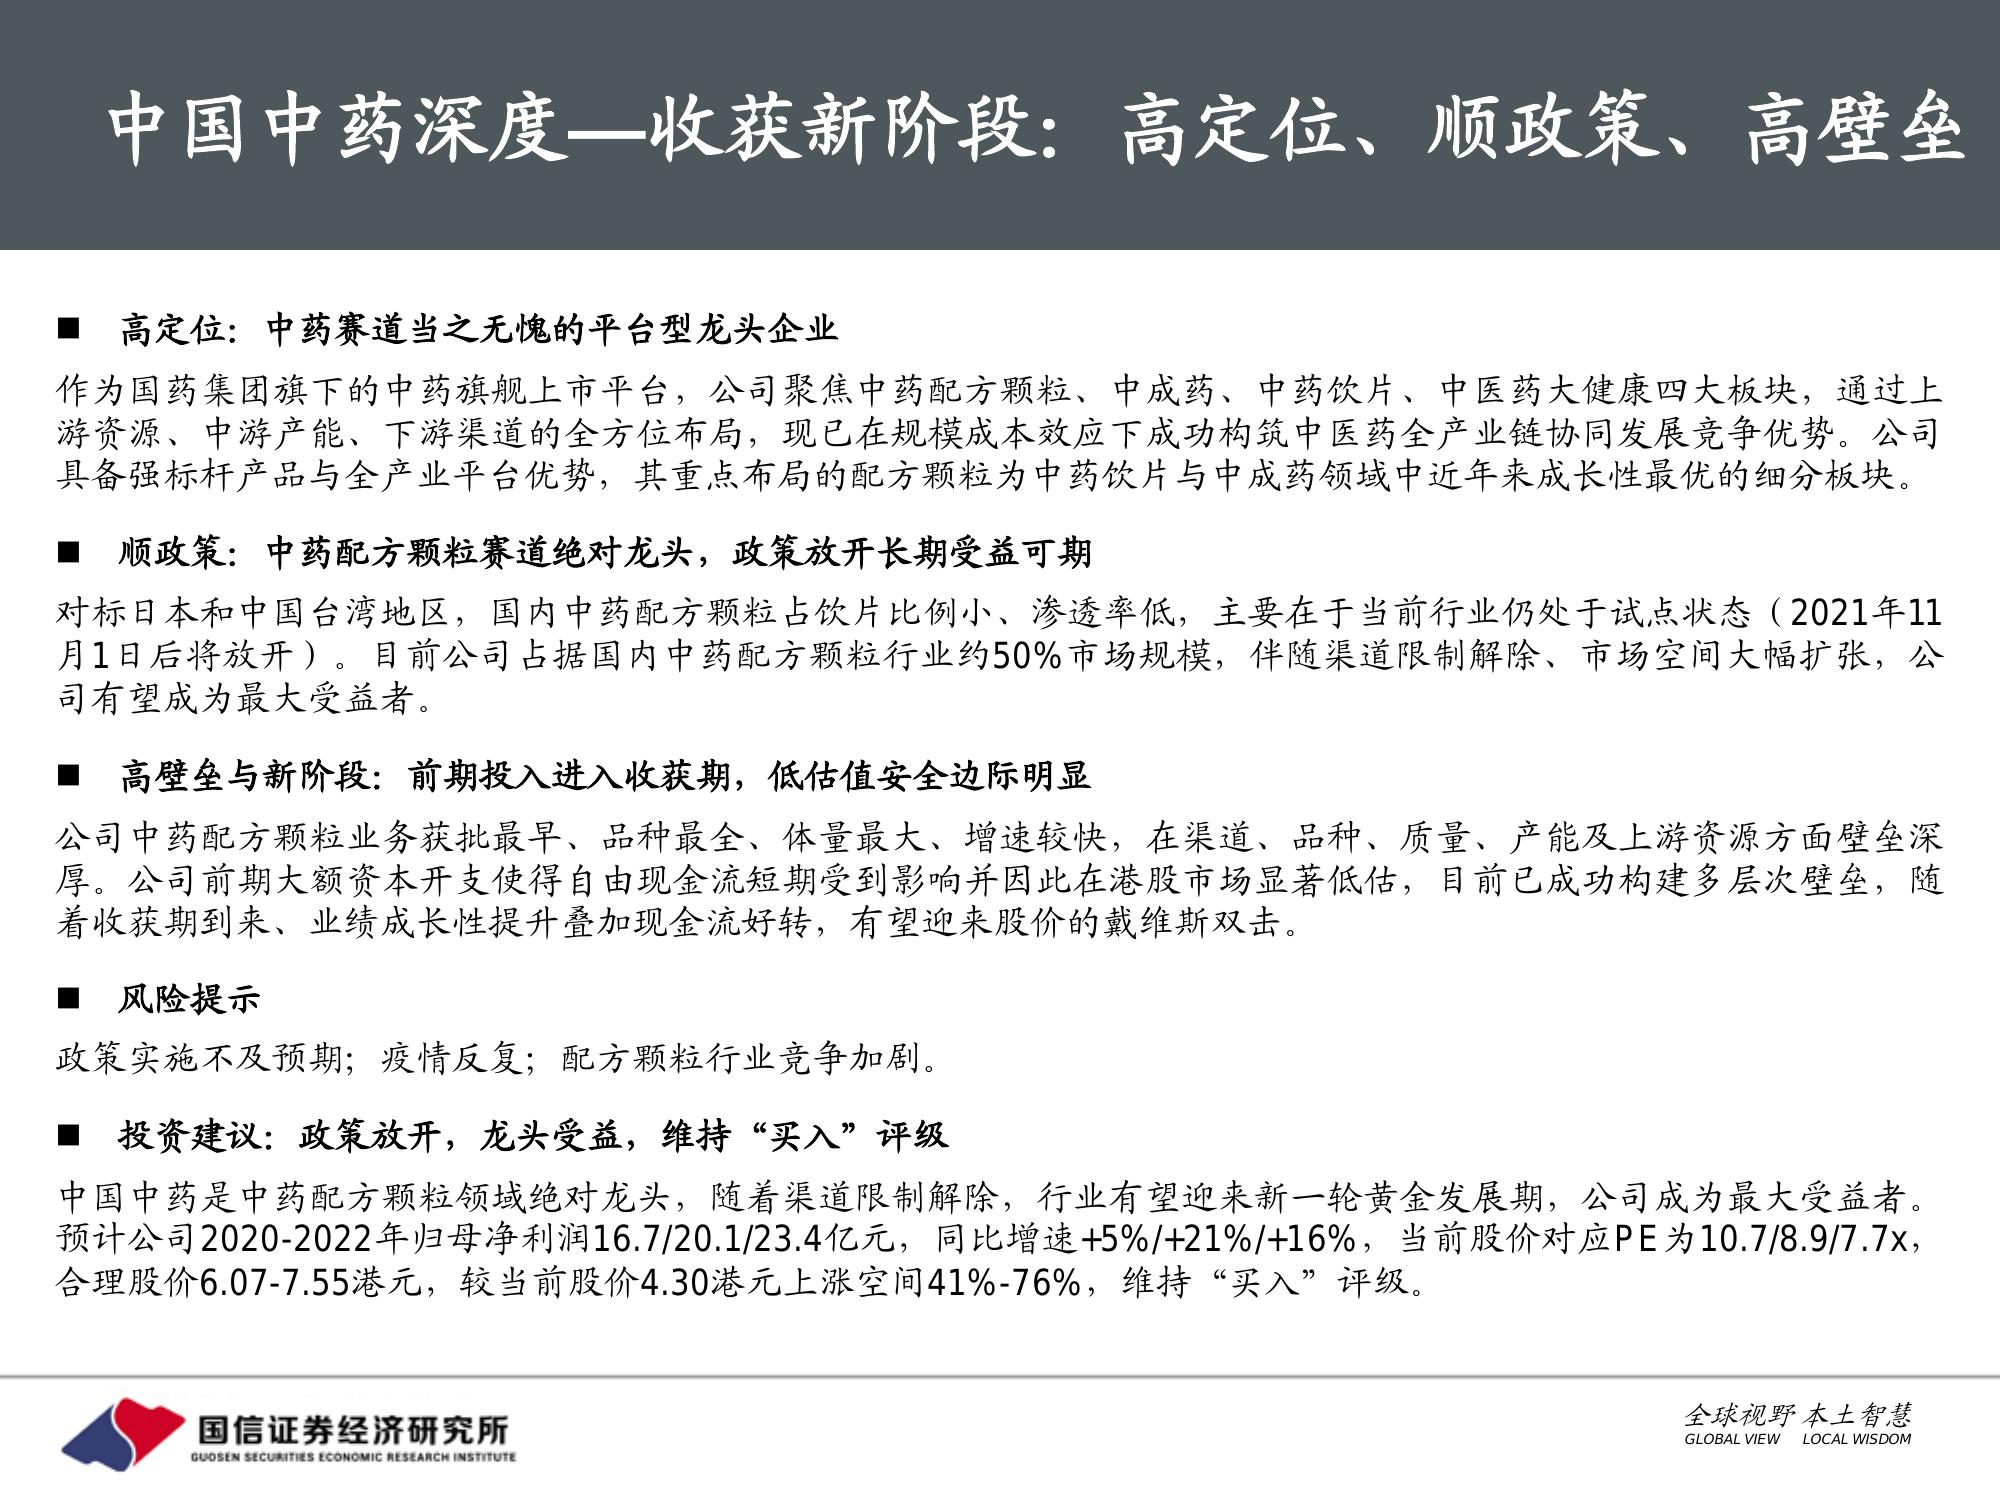 中国中药深度—收获新阶段：高定位、顺政策、高壁垒
■ 高定位：中药赛道当之无愧的平台型龙头企业
作为国药集团旗下的中药旗舰上市平台，公司聚焦中药配方颗粒、中成药、中药饮片、中医药大健康四大板块，通过上
游资源、中游产能、下游渠道的全方位布局，现已在规模成本效应下成功构筑中医药全产业链协同发展竞争优势。公司
具备强标杆产品与全产业平台优势，其重点布局的配方颗粒为中药饮片与中成药领域中近年来成长性最优的细分板块。
■ 顺政策：中药配方颗粒赛道绝对龙头，政策放开长期受益可期
对标日本和中国台湾地区，国内中药配方颗粒占饮片比例小、渗透率低，主要在于当前行业仍处于试点状态（2021年11
月1日后将放开）。目前公司占据国内中药配方颗粒行业约50%市场规模，伴随渠道限制解除、市场空间大幅扩张，公
司有望成为最大受益者。
■ 高壁垒与新阶段：前期投入进入收获期，低估值安全边际明显
公司中药配方颗粒业务获批最早、品种最全、体量最大、增速较快，在渠道、品种、质量、产能及上游资源方面壁垒深
厚。公司前期大额资本开支使得自由现金流短期受到影响并因此在港股市场显著低估，目前已成功构建多层次壁垒，随
着收获期到来、业绩成长性提升叠加现金流好转，有望迎来股价的戴维斯双击。
■ 风险提示
政策实施不及预期；疫情反复；配方颗粒行业竞争加剧。
■ 投资建议：政策放开，龙头受益，维持“买入”评级
中国中药是中药配方颗粒领域绝对龙头，随着渠道限制解除，行业有望迎来新一轮黄金发展期，公司成为最大受益者。
预计公司2020-2022年归母净利润16.7/20.1/23.4亿元，同比增速+5%/+21%/+16%，当前股价对应PE为10.7/8.9/7.7x，
合理股价6.07-7.55港元，较当前股价4.30港元上涨空间41%-76%，维持“买入”评级。
国信证券经济研究所
GUOSEN SECURITIES ECONOMIC RESEARCH INSTITUTE
全球视野 本土智慧
GLOBAL VIEW LOCAL WISDOM